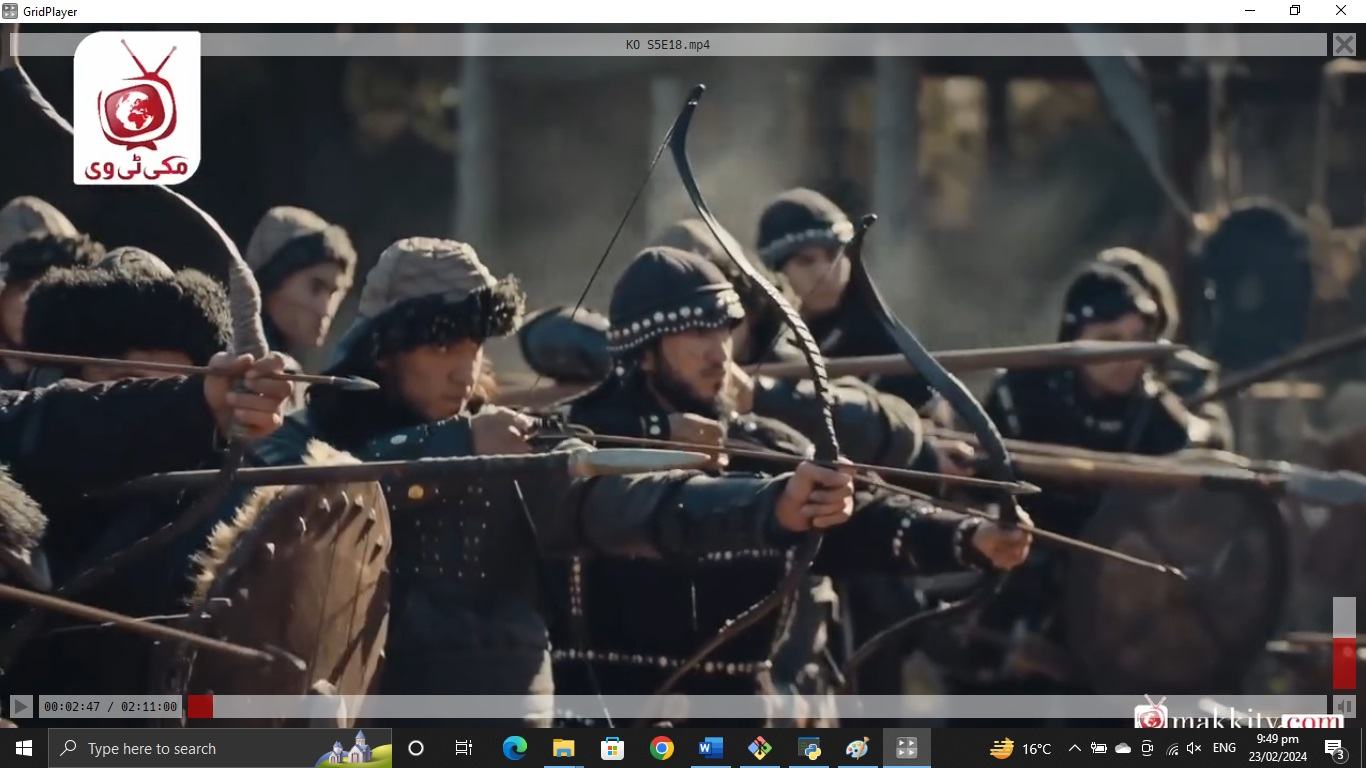 GridPlayer
KO S5E18.mp4
مکی ٹی وی
00:02:47 / 02:11:00
makkitv.com
Type here to search
16°C
ENG
9:49 pm
23/02/2024
3